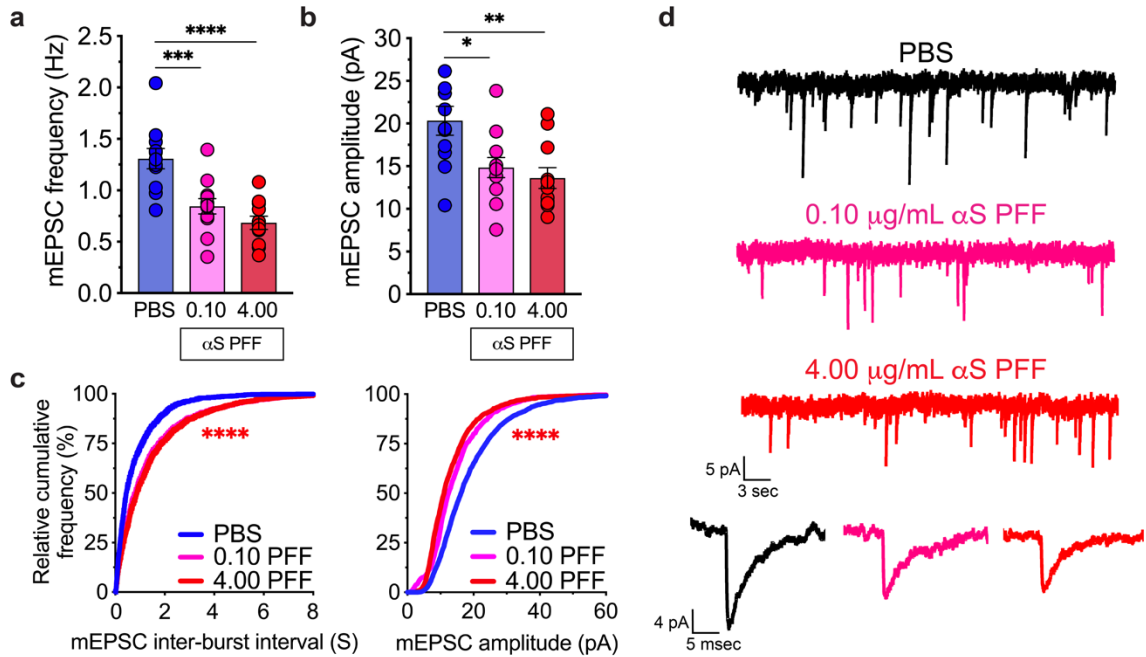 a
mEPSC frequency (Hz)
2.5
2.0
1.5
1.0
0.5
0.0
****
***
PBS
0.10
4.00
αS PFF
b
mEPSC amplitude (pA)
30
25
20
15
10
5
0
**
*
PBS
0.10
4.00
αS PFF
c
Relative cumulative
frequency (%)
100
75
50
25
0
****
PBS
0.10 PFF
4.00 PFF
0 2 4 6 8
mEPSC inter-burst interval (S)
100
75
50
25
0
****
PBS
0.10 PFF
4.00 PFF
0 20 40 60
mEPSC amplitude (pA)
d
PBS
0.10 μg/mL αS PFF
4.00 μg/mL αS PFF
5 pA
3 sec
4 pA
5 msec